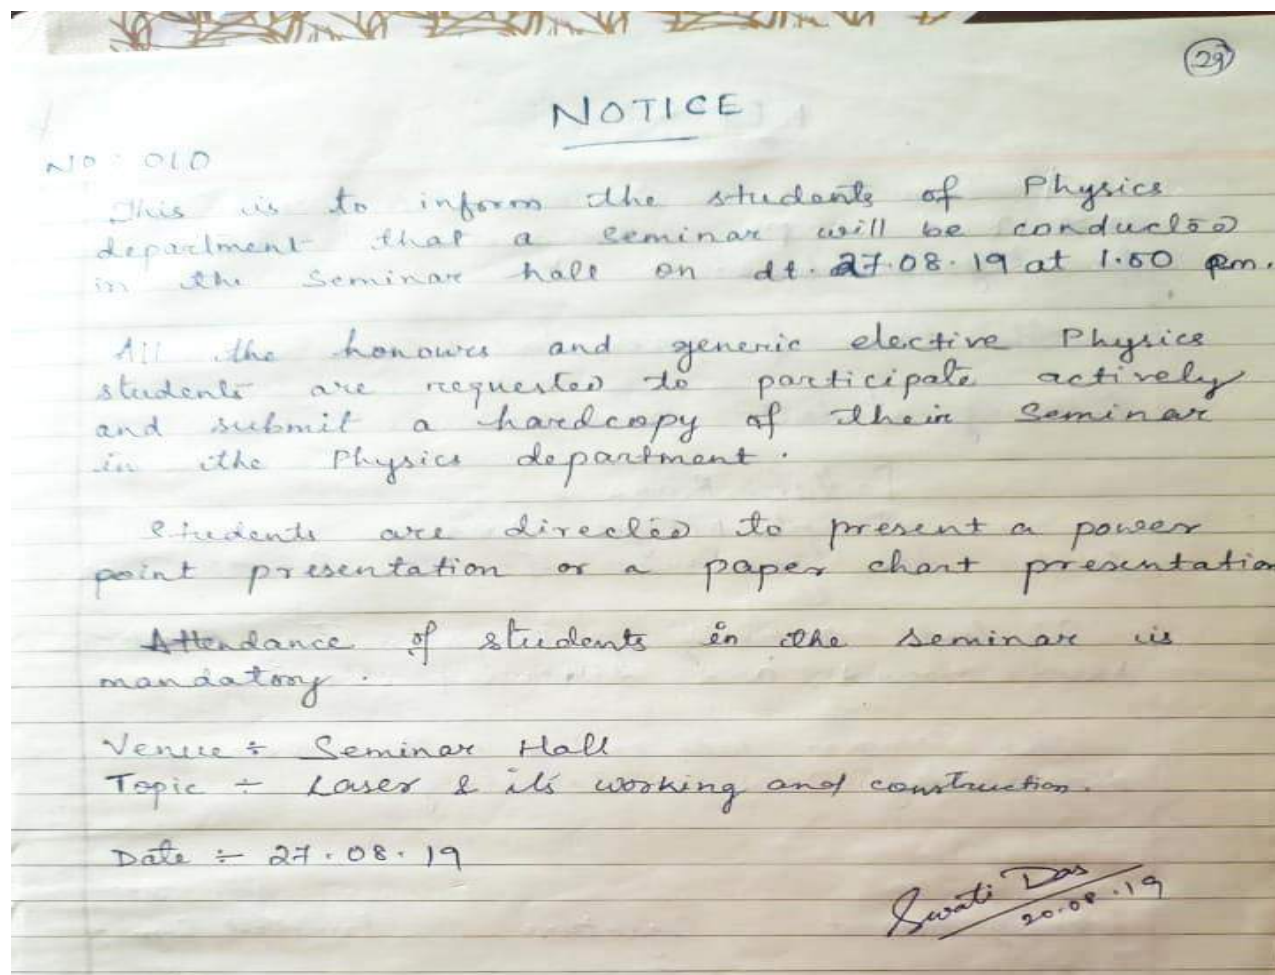 29
NOTICE
NO : 010
This is to inform the students of Physics
department that a seminar will be conducted
in the Seminar hall on dt. 27.08.19 at 1.50 pm.
All the honours and generic elective Physics
students are requested to participate actively
and submit a hardcopy of their Seminar
in the Physics department.
Students are directed to present a power
point presentation or a paper chart presentation
Attendance of students in the seminar is
mandatory.
Venue ÷ Seminar Hall
Topic ÷ Laser & its working and construction.
Date ÷ 27.08.19
Swati Das
20.08.19